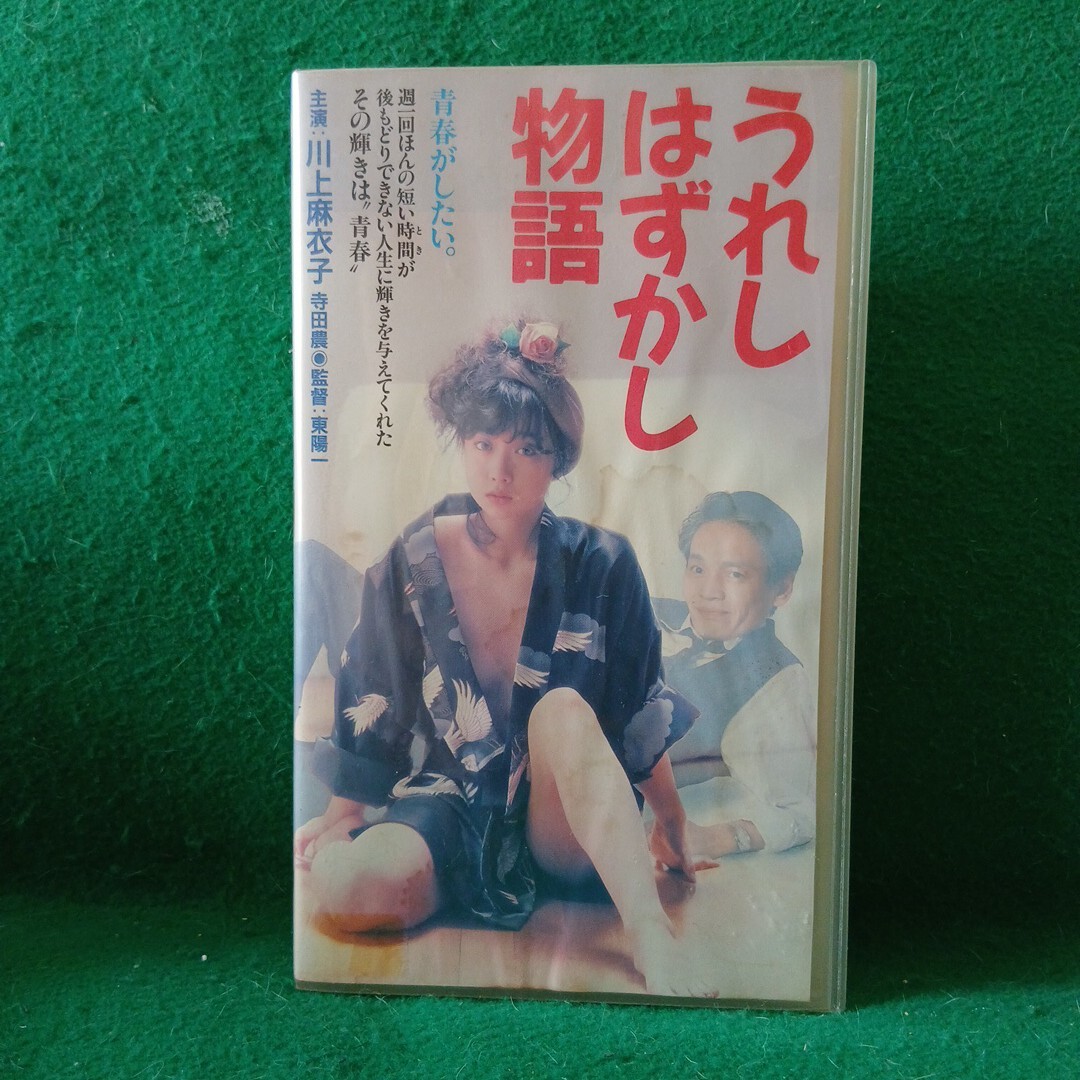 うれし
はずかし
物語
青春がしたい。
週一回ほんの短い時間が
とき
後もどりできない人生に輝きを与えてくれた
その輝きは〝青春〟
主演：川上麻衣子 寺田農◉監督：東陽一